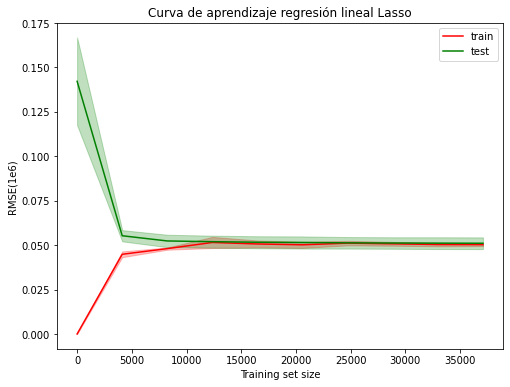 Curva de aprendizaje regresión lineal Lasso
train
test
RMSE(1e6)
0.175
0.150
0.125
0.100
0.075
0.050
0.025
0.000
0 5000 10000 15000 20000 25000 30000 35000
Training set size